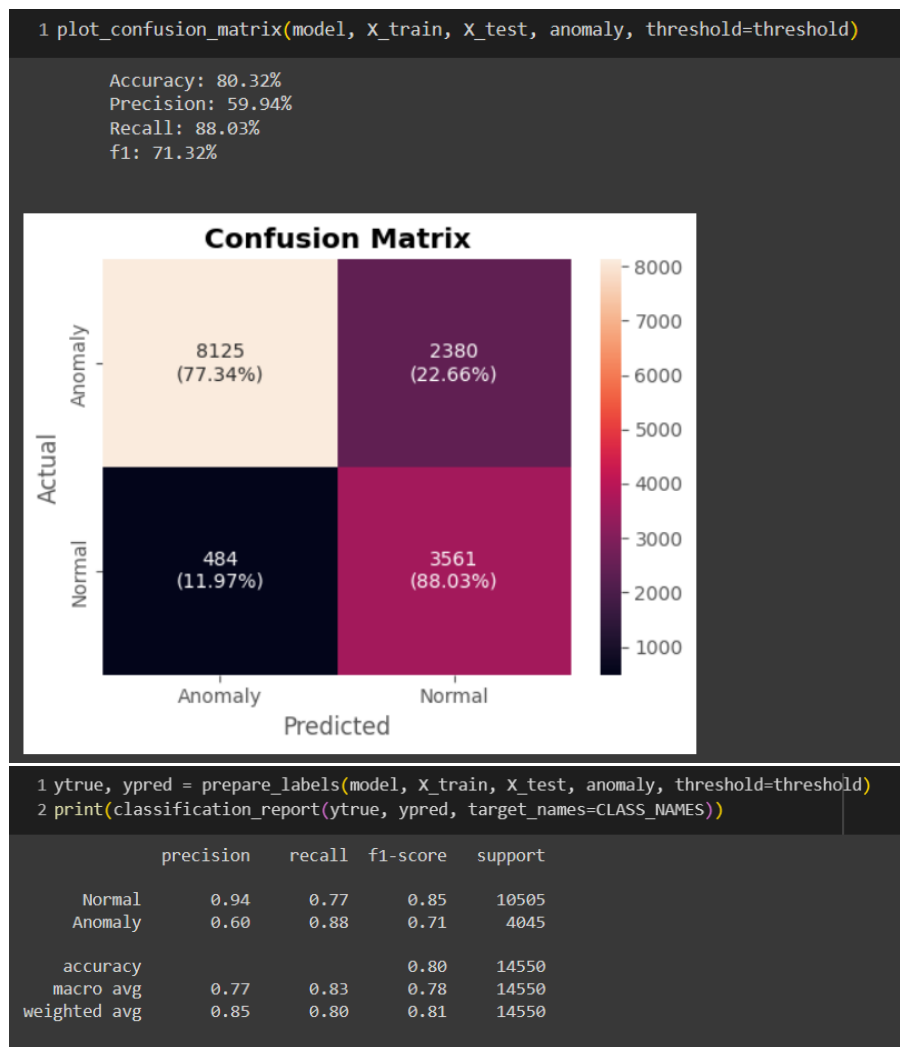 1 plot_confusion_matrix(model, X_train, X_test, anomaly, threshold=threshold)
Accuracy: 80.32%
Precision: 59.94%
Recall: 88.03%
f1: 71.32%
Confusion Matrix
Actual
Anomaly
Normal
8125
(77.34%)
2380
(22.66%)
484
(11.97%)
3561
(88.03%)
Anomaly Normal
Predicted
8000
7000
6000
5000
4000
3000
2000
1000
1 ytrue, ypred = prepare_labels(model, X_train, X_test, anomaly, threshold=threshold)
2 print(classification_report(ytrue, ypred, target_names=CLASS_NAMES))
precision recall f1-score support
Normal 0.94 0.77 0.85 10505
Anomaly 0.60 0.88 0.71 4045
accuracy 0.80 14550
macro avg 0.77 0.83 0.78 14550
weighted avg 0.85 0.80 0.81 14550